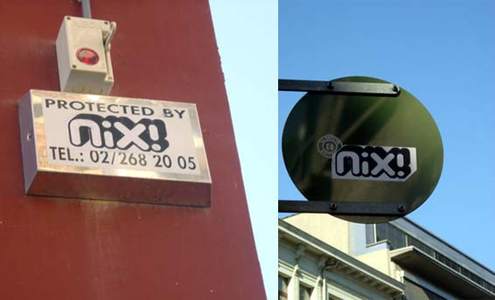 PROTECTED BY
nix!
TEL.: 02/268 20 05
nix!